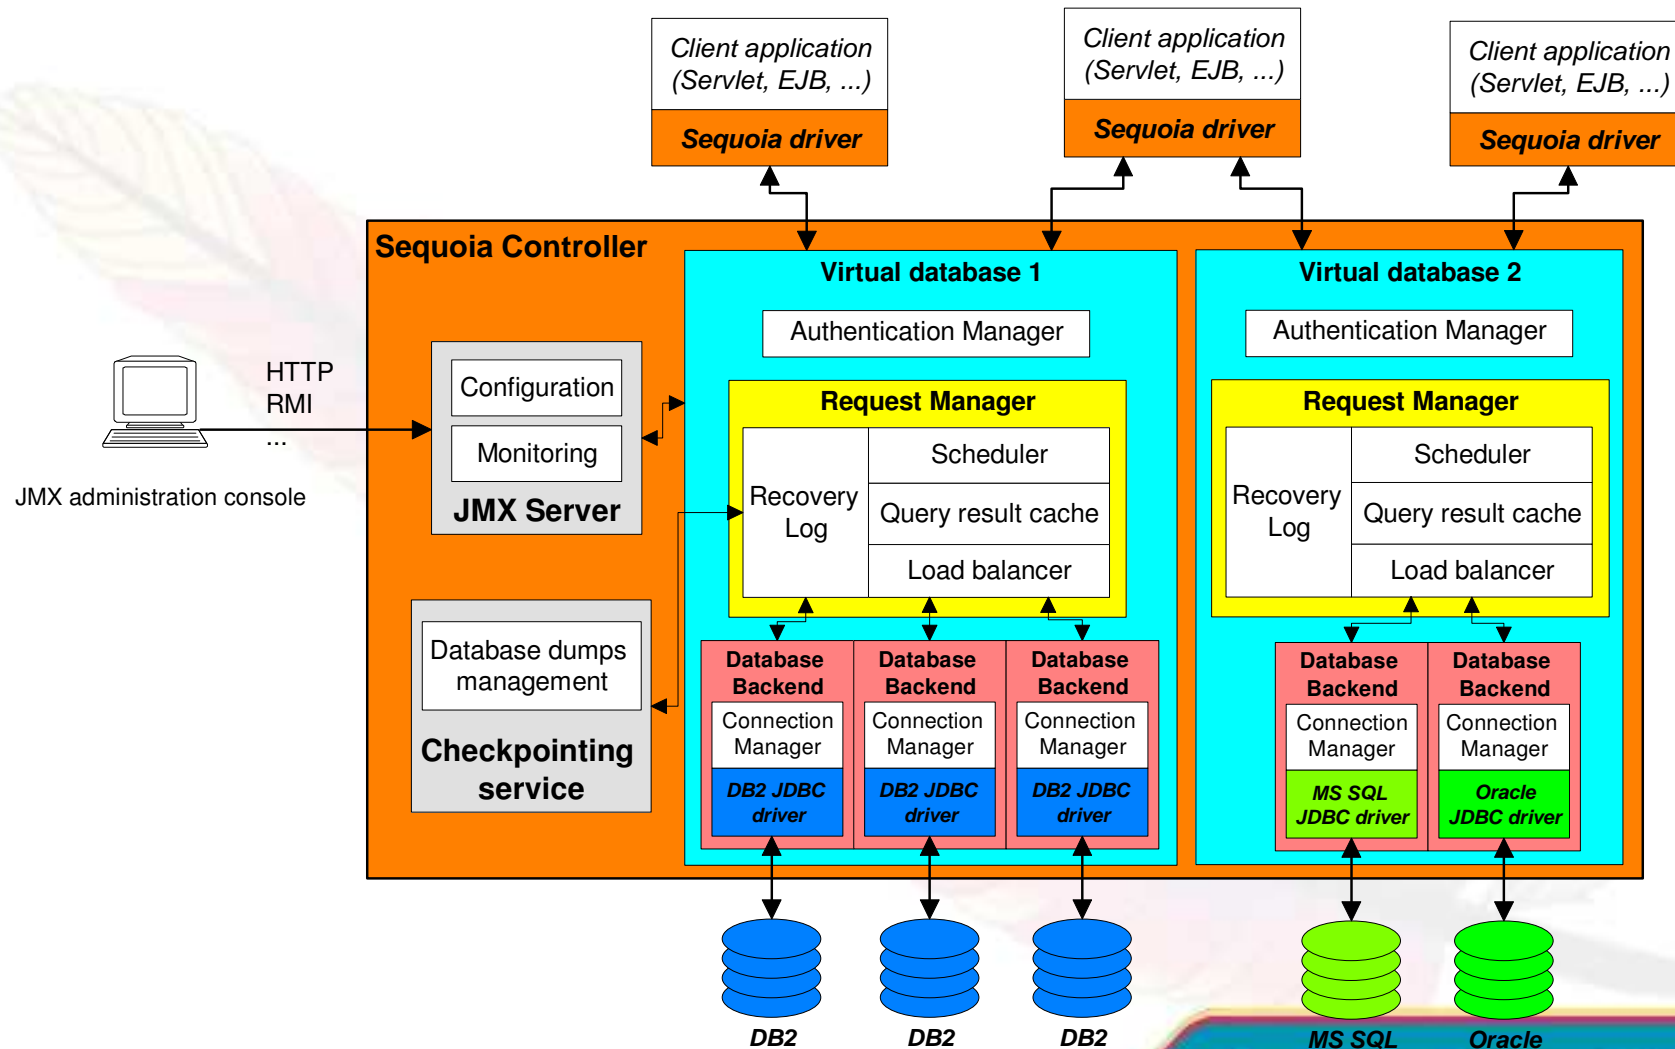 Client application
(Servlet, EJB, ...)
Sequoia driver
Client application
(Servlet, EJB, ...)
Sequoia driver
Client application
(Servlet, EJB, ...)
Sequoia driver
Sequoia Controller
HTTP
RMI
...
JMX administration console
Configuration
Monitoring
JMX Server
Database dumps
management
Checkpointing
service
Virtual database 1
Authentication Manager
Request Manager
Recovery
Log
Scheduler
Query result cache
Load balancer
Database
Backend
Connection
Manager
DB2 JDBC
driver
Database
Backend
Connection
Manager
DB2 JDBC
driver
Database
Backend
Connection
Manager
DB2 JDBC
driver
Virtual database 2
Authentication Manager
Request Manager
Recovery
Log
Scheduler
Query result cache
Load balancer
Database
Backend
Connection
Manager
MS SQL
JDBC driver
Database
Backend
Connection
Manager
Oracle
JDBC driver
DB2
DB2
DB2
MS SQL
Oracle